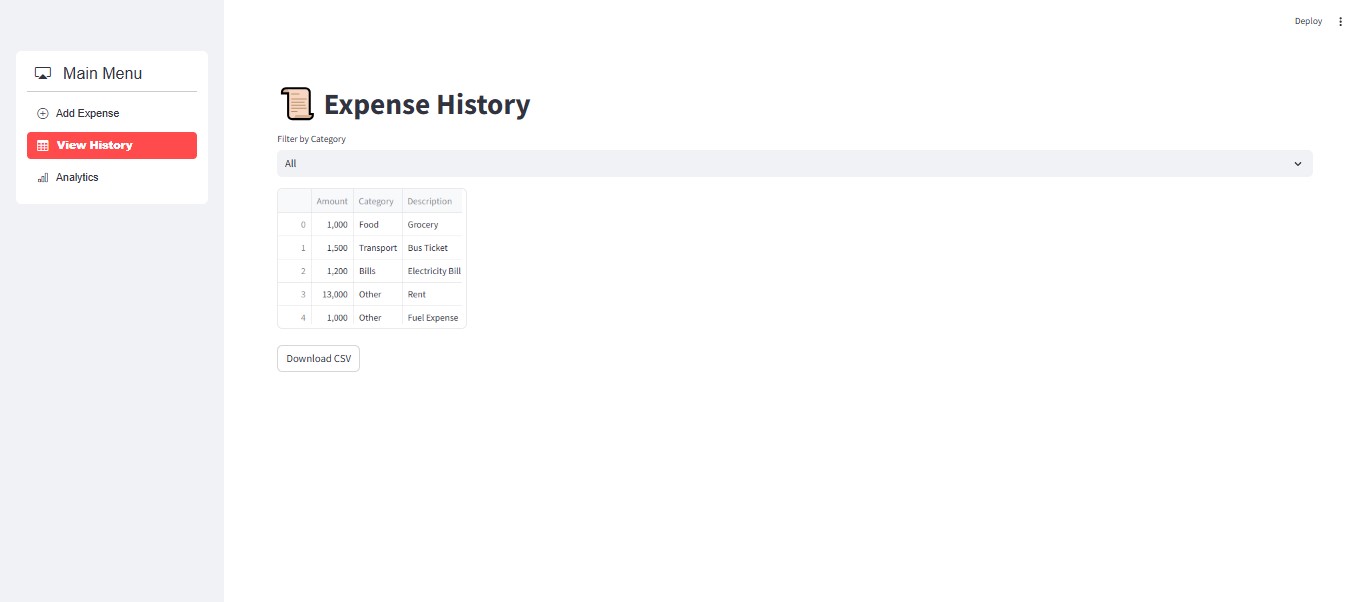 Deploy
Main Menu
Add Expense
View History
Analytics
Expense History
Filter by Category
All
Amount Category Description
0 1,000 Food Grocery
1 1,500 Transport Bus Ticket
2 1,200 Bills Electricity Bill
3 13,000 Other Rent
4 1,000 Other Fuel Expense
Download CSV